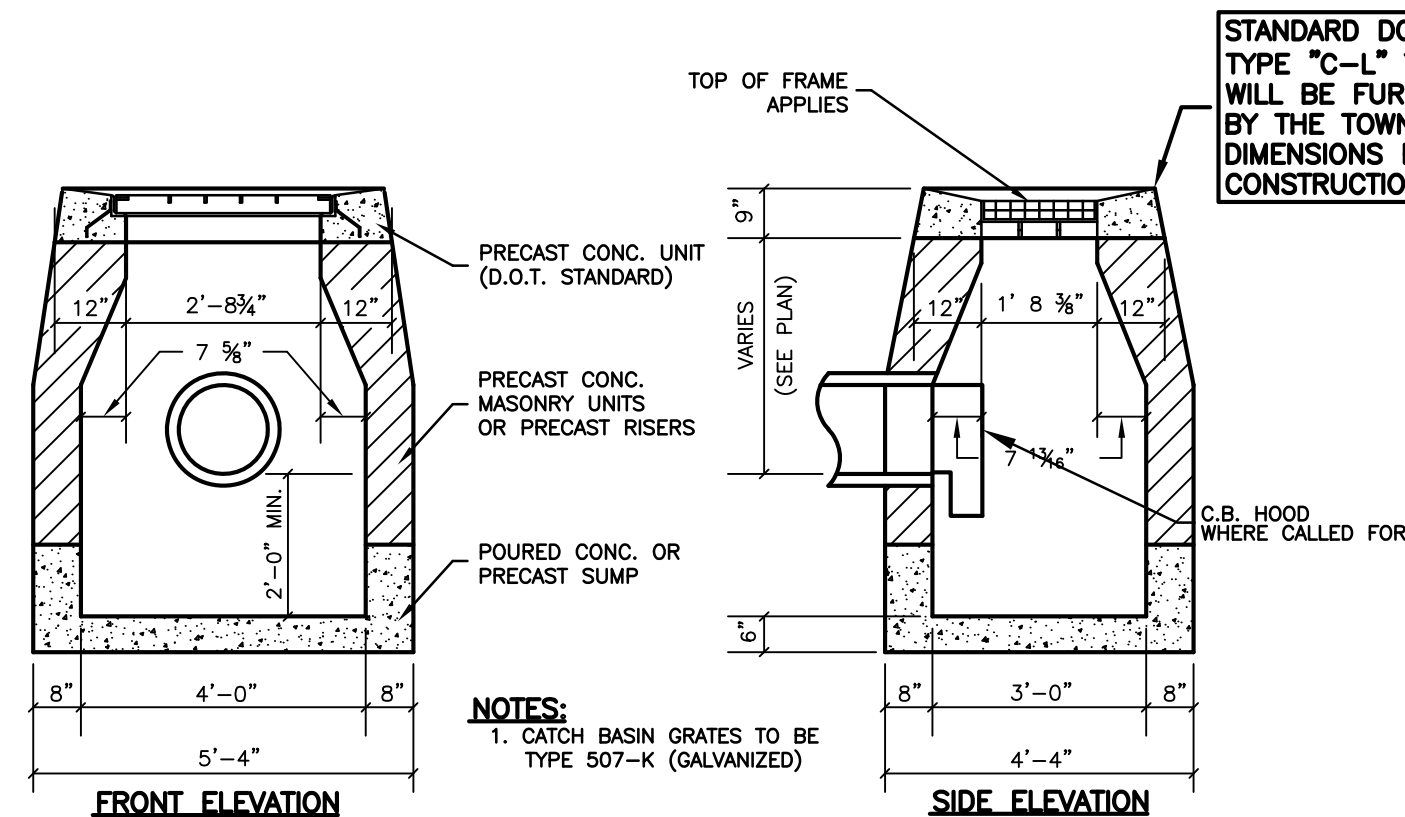 STANDARD
TYPE "C-L"
WILL BE
BY THE TOWN
DIMENSIONS
TOP OF FRAME
APPLIES
PRECAST CONC. UNIT
(D.O.T. STANDARD)
PRECAST CONC.
MASONRY UNITS
OR PRECAST RISERS
POURED CONC. OR
PRECAST SUMP
12"
2'-8¾"
12"
7 ⅝"
2'-0" MIN.
8"
4'-0"
8"
5'-4"
FRONT ELEVATION
NOTES:
1. CATCH BASIN GRATES TO BE
TYPE 507-K (GALVANIZED)
9"
VARIES
(SEE PLAN)
6"
12"
1' 8 ⅜"
12"
7 13/16"
C.B. HOOD
WHERE CALLED FOR
8"
3'-0"
8"
4'-4"
SIDE ELEVATION